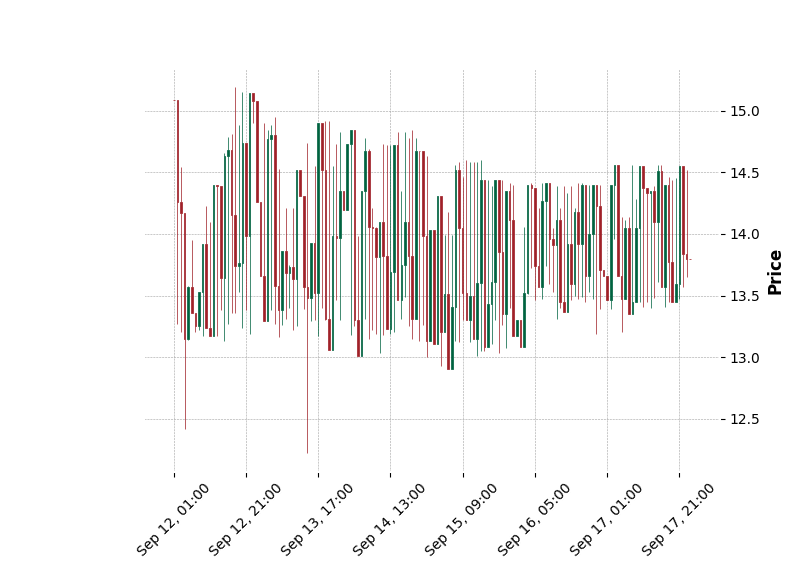 15.0
14.5
14.0
13.5
13.0
12.5
Price
Sep 12, 01:00
Sep 12, 21:00
Sep 13, 17:00
Sep 14, 13:00
Sep 15, 09:00
Sep 16, 05:00
Sep 17, 01:00
Sep 17, 21:00